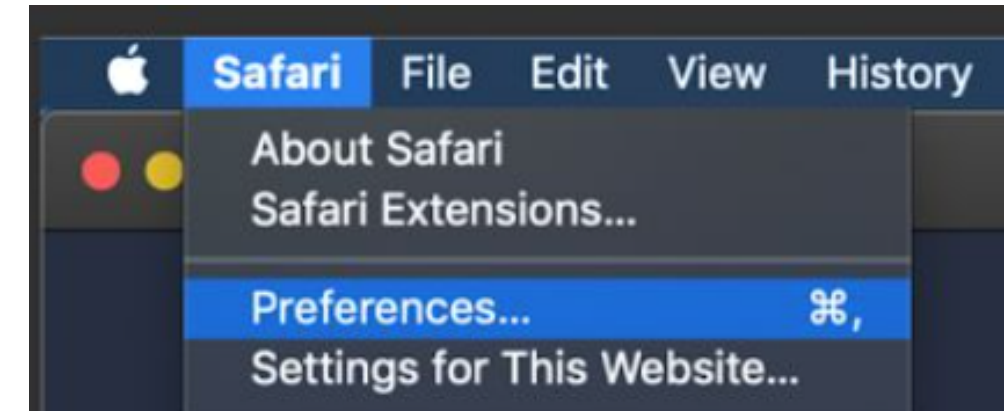 Safari File Edit View History
About Safari
Safari Extensions...
Preferences... ⌘,
Settings for This Website...